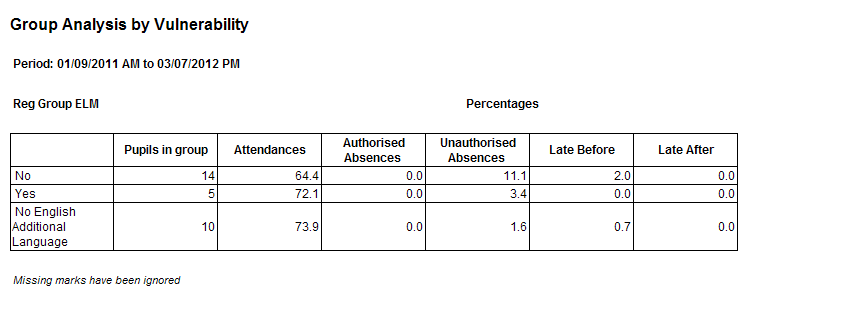 Group Analysis by Vulnerability
Period: 01/09/2011 AM to 03/07/2012 PM
Reg Group ELM Percentages
Pupils in group Attendances Authorised Absences Unauthorised Absences Late Before Late After
No 14 64.4 0.0 11.1 2.0 0.0
Yes 5 72.1 0.0 3.4 0.0 0.0
No English
Additional 10 73.9 0.0 1.6 0.7 0.0
Language
Missing marks have been ignored